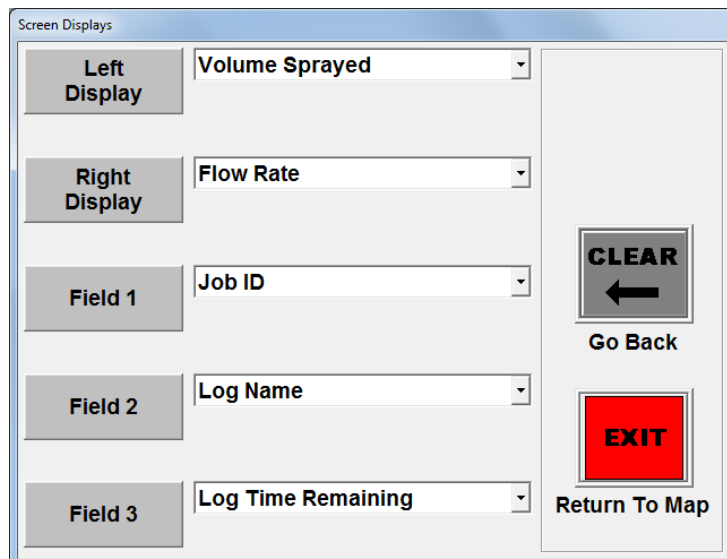 Screen Displays
Left
Display
Volume Sprayed
Right
Display
Flow Rate
Field 1
Job ID
Field 2
Log Name
Field 3
Log Time Remaining
CLEAR
Go Back
EXIT
Return To Map